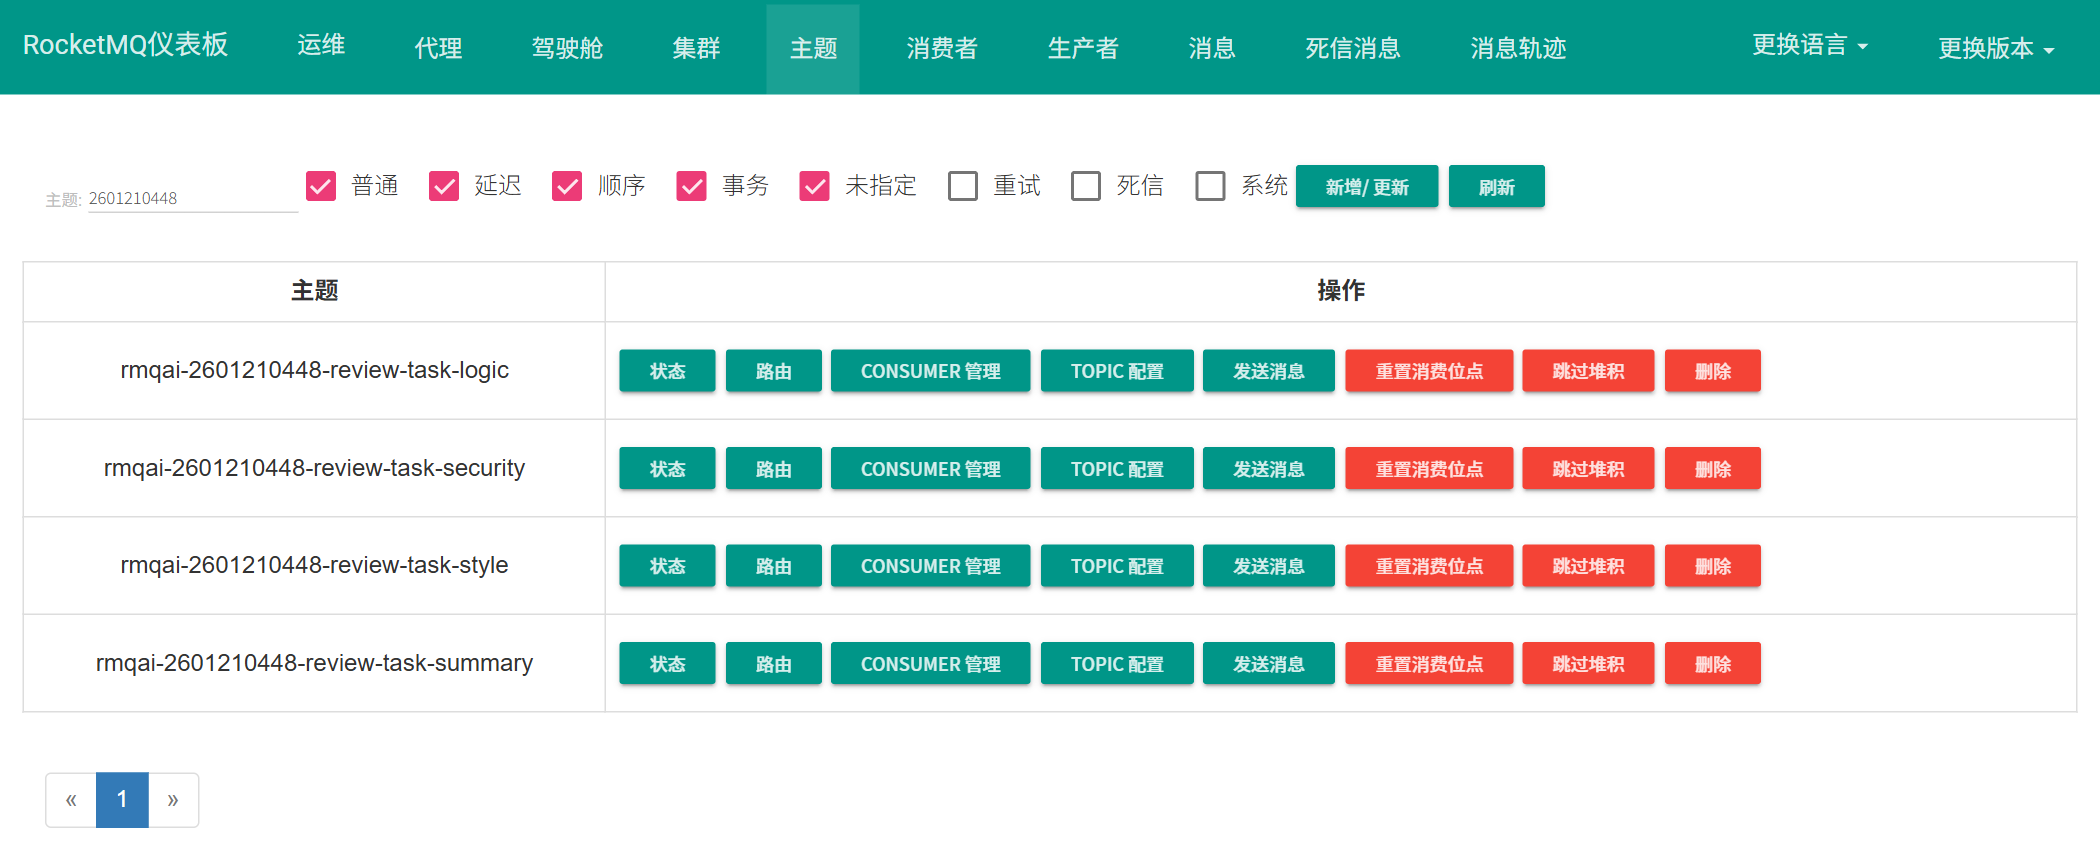 RocketMQ仪表板 运维 代理 驾驶舱 集群 主题 消费者 生产者 消息 死信消息 消息轨迹 更换语言 更换版本
主题: 2601210448 普通 延迟 顺序 事务 未指定 重试 死信 系统 新增/ 更新 刷新
主题 操作
rmqai-2601210448-review-task-logic 状态 路由 CONSUMER 管理 TOPIC 配置 发送消息 重置消费位点 跳过堆积 删除
rmqai-2601210448-review-task-security 状态 路由 CONSUMER 管理 TOPIC 配置 发送消息 重置消费位点 跳过堆积 删除
rmqai-2601210448-review-task-style 状态 路由 CONSUMER 管理 TOPIC 配置 发送消息 重置消费位点 跳过堆积 删除
rmqai-2601210448-review-task-summary 状态 路由 CONSUMER 管理 TOPIC 配置 发送消息 重置消费位点 跳过堆积 删除
« 1 »